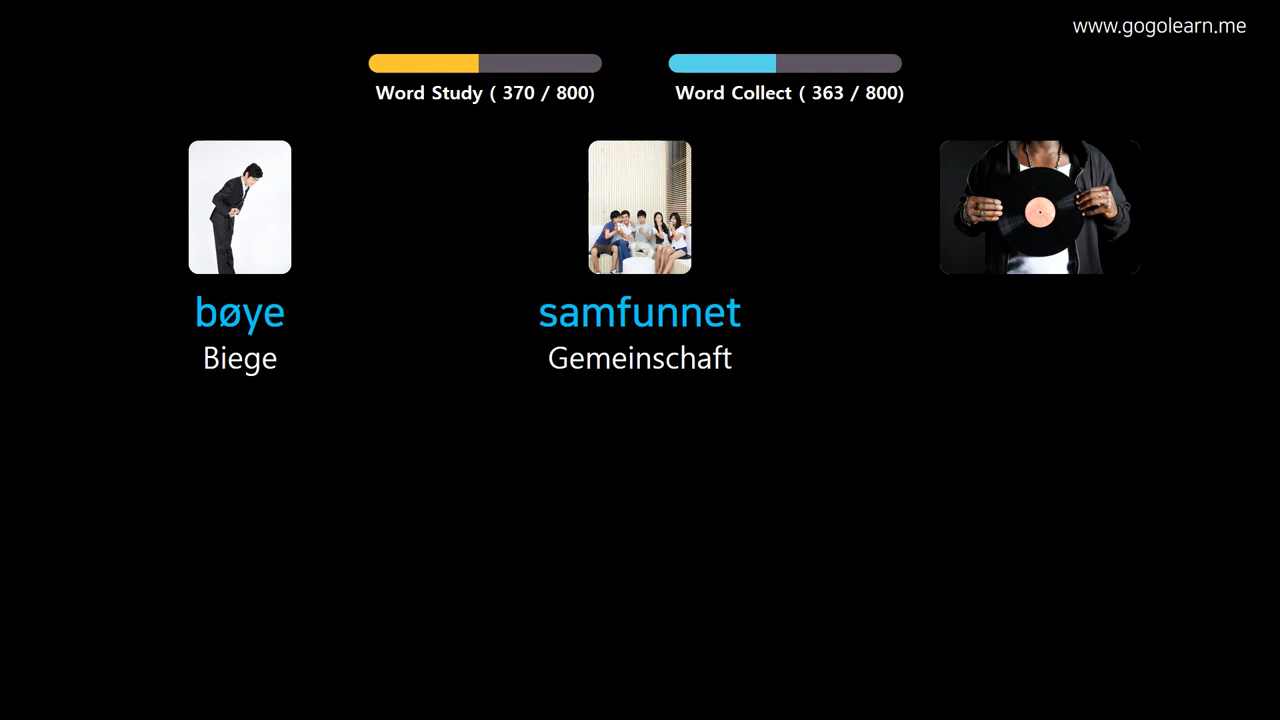 www.gogolearn.me
Word Study ( 370 / 800)
Word Collect ( 363 / 800)
bøye
Biege
samfunnet
Gemeinschaft